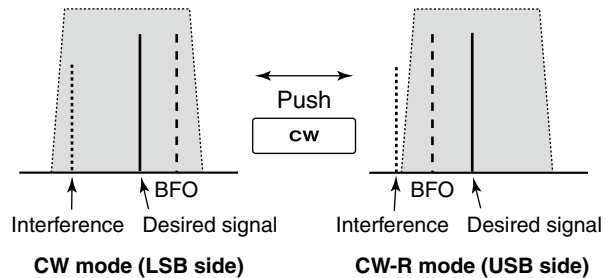 Push
CW
BFO
Interference
Desired signal
CW mode (LSB side)
BFO
Interference
Desired signal
CW-R mode (USB side)